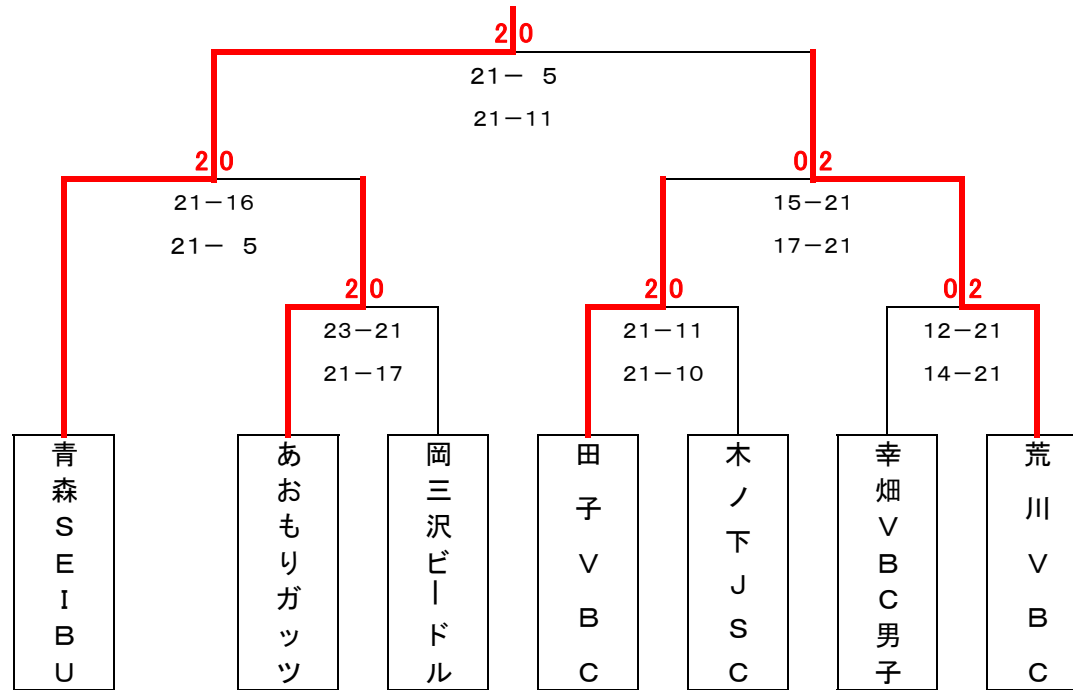 2 0
21− 5
21−11
2 0
0 2
21−16
15−21
21− 5
17−21
2 0
2 0
0 2
23−21
21−11
12−21
21−17
21−10
14−21
青森SEIBU
あおもりガッツ
岡三沢ビードル
田子VBC
木ノ下JSC
幸畑VBC男子
荒川VBC